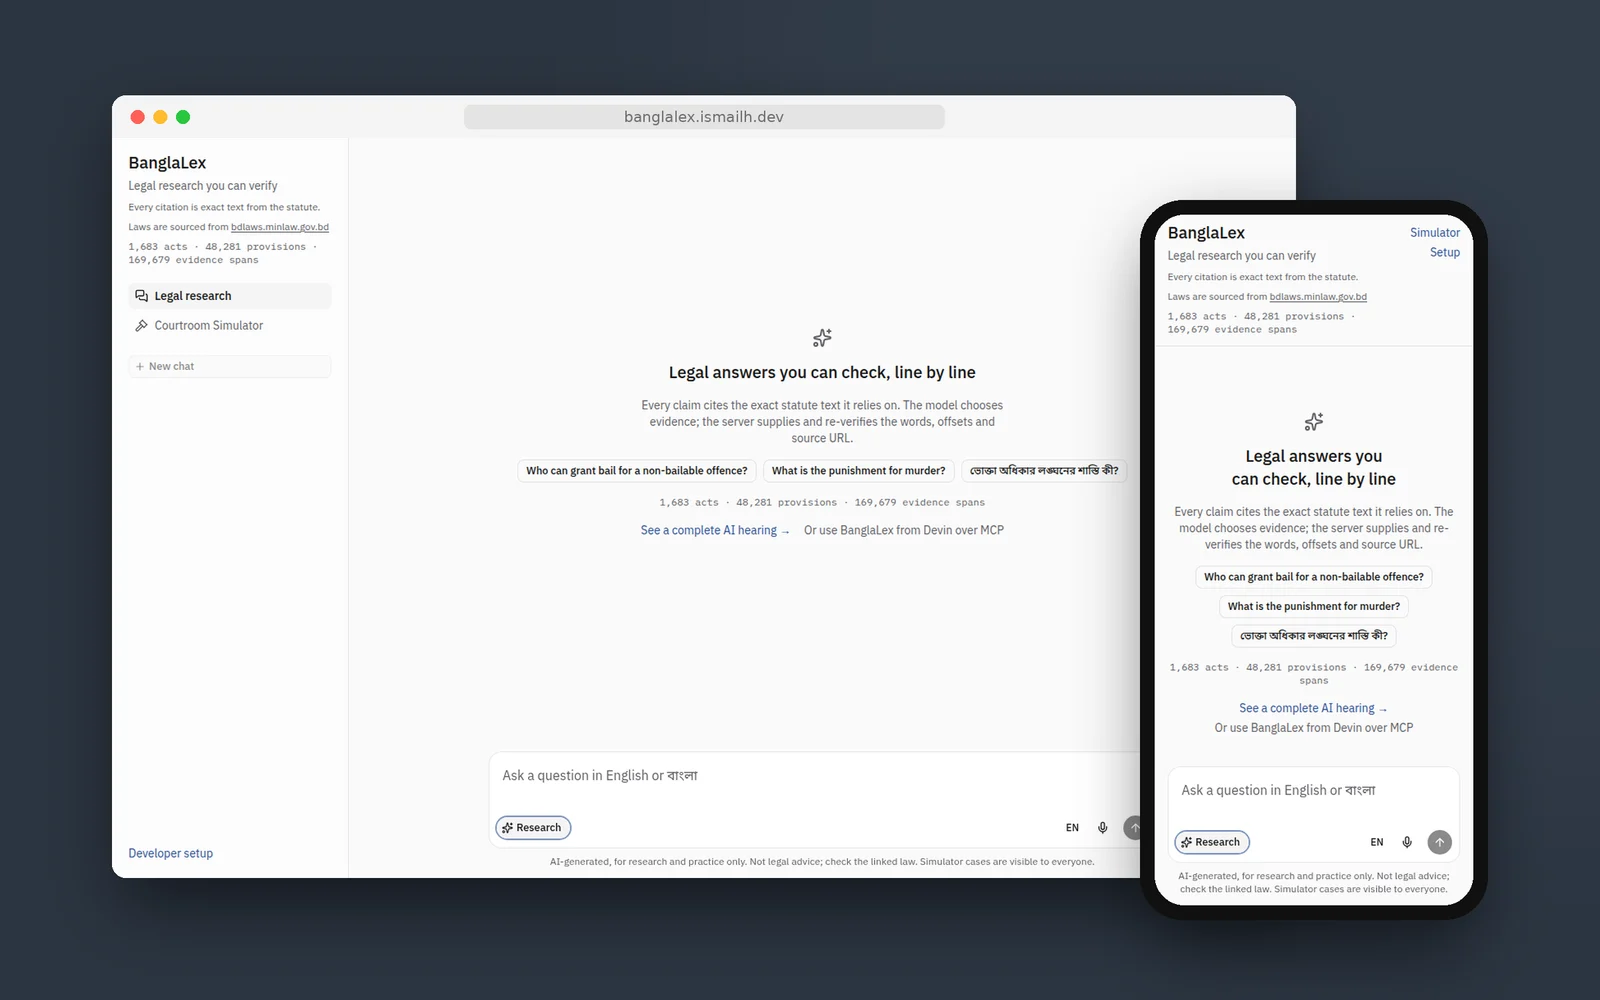 banglalex.ismailh.dev
BanglaLex
Legal research you can verify
Every citation is exact text from the statute.
Laws are sourced from bdlaws.minlaw.gov.bd
1,683 acts · 48,281 provisions ·
169,679 evidence spans
Legal research
Courtroom Simulator
+ New chat
Developer setup
Legal answers you can check, line by line
Every claim cites the exact statute text it relies on. The model chooses
evidence; the server supplies and re-verifies the words, offsets and
source URL.
Who can grant bail for a non-bailable offence?
What is the punishment for murder?
ভোক্তা অধিকার লঙ্ঘনের শাস্তি কী?
1,683 acts · 48,281 provisions · 169,679 evidence spans
See a complete AI hearing → Or use BanglaLex from Devin over MCP
Ask a question in English or বাংলা
Research
EN
AI-generated, for research and practice only. Not legal advice; check the linked law. Simulator cases are visible to everyone.
BanglaLex
Simulator
Setup
Legal research you can verify
Every citation is exact text from the statute.
Laws are sourced from bdlaws.minlaw.gov.bd
1,683 acts · 48,281 provisions ·
169,679 evidence spans
Legal answers you
can check, line by line
Every claim cites the exact statute text it relies on. The
model chooses evidence; the server supplies and re-
verifies the words, offsets and source URL.
Who can grant bail for a non-bailable offence?
What is the punishment for murder?
ভোক্তা অধিকার লঙ্ঘনের শাস্তি কী?
1,683 acts · 48,281 provisions · 169,679 evidence
spans
See a complete AI hearing →
Or use BanglaLex from Devin over MCP
Ask a question in English or বাংলা
Research
EN
AI-generated, for research and practice only. Not legal advice;
check the linked law. Simulator cases are visible to everyone.